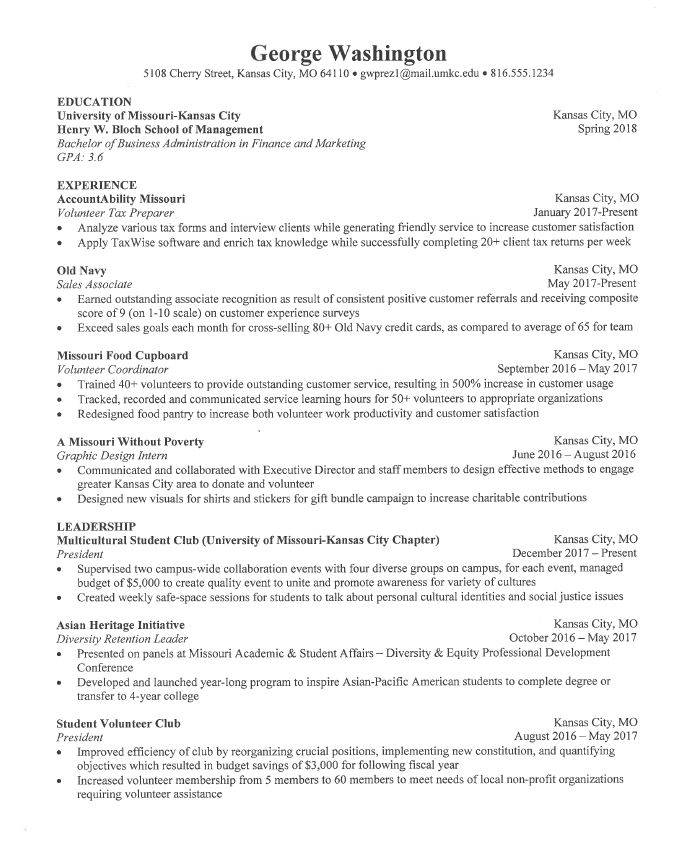 George Washington
5108 Cherry Street, Kansas City, MO 64110 • gwprez1@mail.umkc.edu • 816.555.1234
EDUCATION
University of Missouri-Kansas City Kansas City, MO
Henry W. Bloch School of Management Spring 2018
Bachelor of Business Administration in Finance and Marketing
GPA: 3.6
EXPERIENCE
AccountAbility Missouri Kansas City, MO
Volunteer Tax Preparer January 2017-Present
• Analyze various tax forms and interview clients while generating friendly service to increase customer satisfaction
• Apply TaxWise software and enrich tax knowledge while successfully completing 20+ client tax returns per week
Old Navy Kansas City, MO
Sales Associate May 2017-Present
• Earned outstanding associate recognition as result of consistent positive customer referrals and receiving composite
score of 9 (on 1-10 scale) on customer experience surveys
• Exceed sales goals each month for cross-selling 80+ Old Navy credit cards, as compared to average of 65 for team
Missouri Food Cupboard Kansas City, MO
Volunteer Coordinator September 2016 – May 2017
• Trained 40+ volunteers to provide outstanding customer service, resulting in 500% increase in customer usage
• Tracked, recorded and communicated service learning hours for 50+ volunteers to appropriate organizations
• Redesigned food pantry to increase both volunteer work productivity and customer satisfaction
A Missouri Without Poverty Kansas City, MO
Graphic Design Intern June 2016 – August 2016
• Communicated and collaborated with Executive Director and staff members to design effective methods to engage
greater Kansas City area to donate and volunteer
• Designed new visuals for shirts and stickers for gift bundle campaign to increase charitable contributions
LEADERSHIP
Multicultural Student Club (University of Missouri-Kansas City Chapter) Kansas City, MO
President December 2017 – Present
• Supervised two campus-wide collaboration events with four diverse groups on campus, for each event, managed
budget of $5,000 to create quality event to unite and promote awareness for variety of cultures
• Created weekly safe-space sessions for students to talk about personal cultural identities and social justice issues
Asian Heritage Initiative Kansas City, MO
Diversity Retention Leader October 2016 – May 2017
• Presented on panels at Missouri Academic & Student Affairs – Diversity & Equity Professional Development
Conference
• Developed and launched year-long program to inspire Asian-Pacific American students to complete degree or
transfer to 4-year college
Student Volunteer Club Kansas City, MO
President August 2016 – May 2017
• Improved efficiency of club by reorganizing crucial positions, implementing new constitution, and quantifying
objectives which resulted in budget savings of $3,000 for following fiscal year
• Increased volunteer membership from 5 members to 60 members to meet needs of local non-profit organizations
requiring volunteer assistance